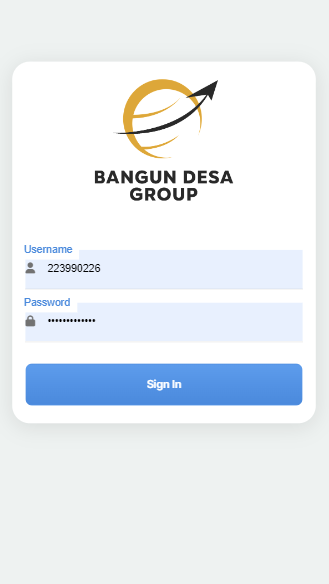 BANGUN DESA
GROUP
Username
223990226
Password
•••••••••••••
Sign In